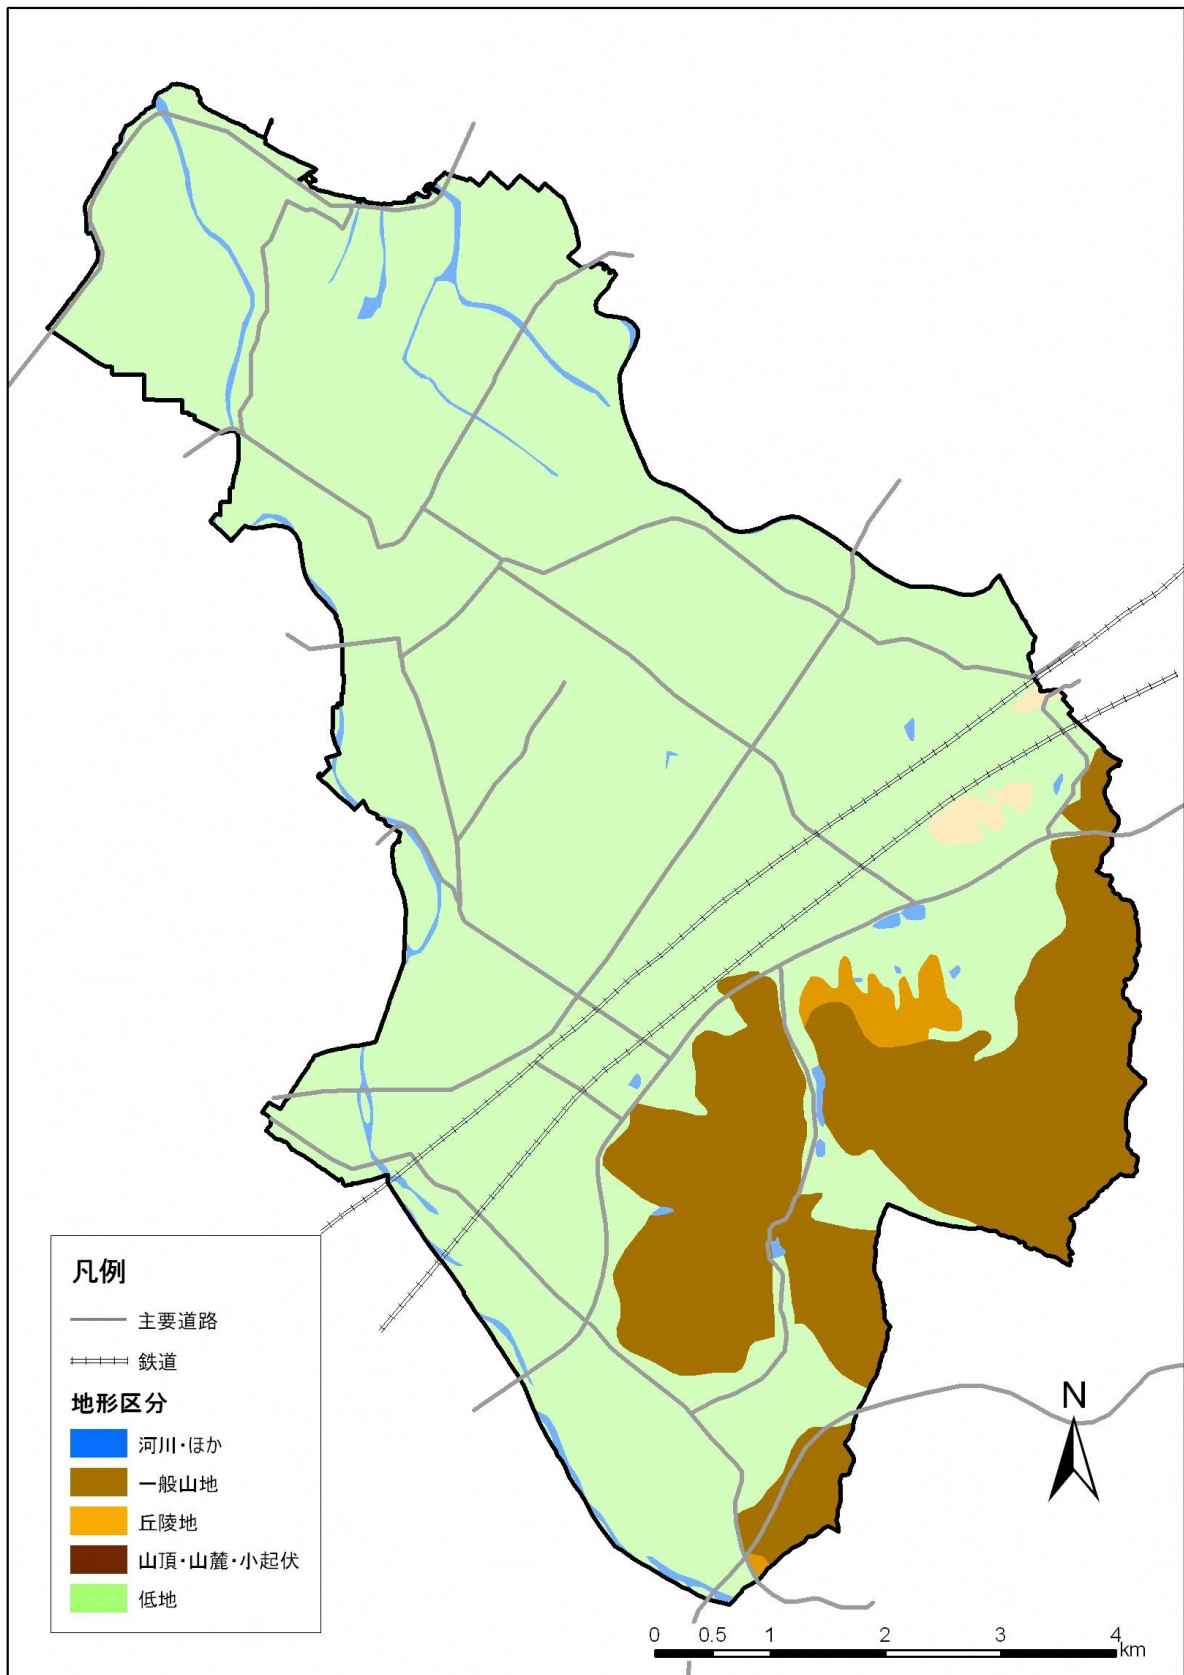 凡例
主要道路
鉄道
地形区分
河川・ほか
一般山地
丘陵地
山頂・山麓・小起伏
低地
N
0 0.5 1 2 3 4
km